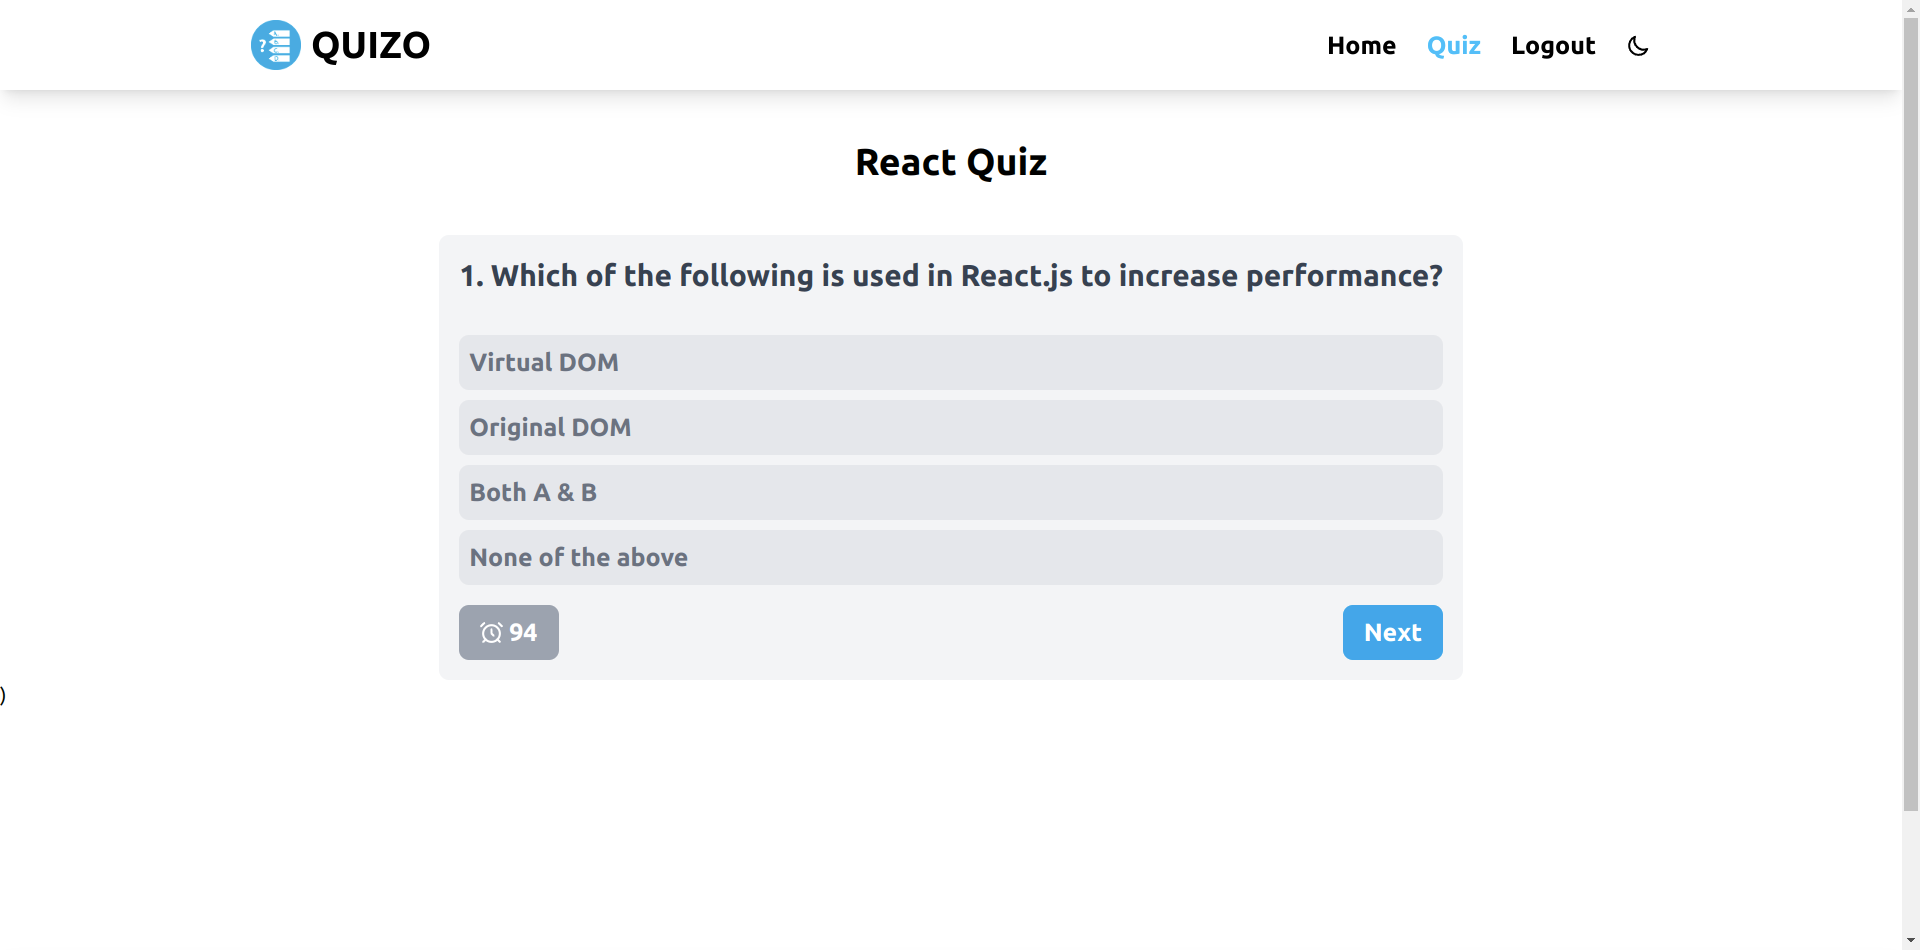 QUIZO
Home Quiz Logout
React Quiz
1. Which of the following is used in React.js to increase performance?
Virtual DOM
Original DOM
Both A & B
None of the above
94 Next
)